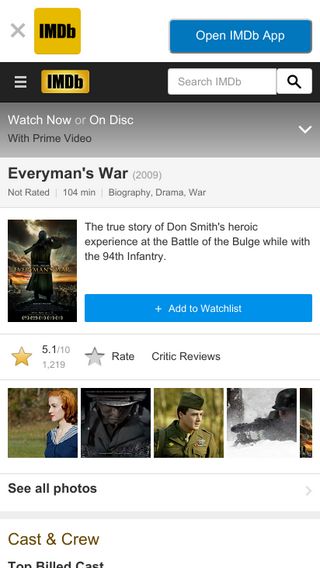 IMDb
Open IMDb App
IMDb
Search IMDb
Watch Now or On Disc
With Prime Video
Everyman's War (2009)
Not Rated | 104 min | Biography, Drama, War
EVERYMAN'S WAR
The true story of Don Smith's heroic
experience at the Battle of the Bulge while with
the 94th Infantry.
+ Add to Watchlist
5.1/10
1,219
Rate
Critic Reviews
See all photos
Cast & Crew
Top Billed Cast